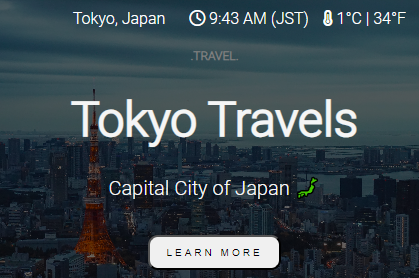 Tokyo, Japan 9:43 AM (JST) 1°C | 34°F
.TRAVEL.
Tokyo Travels
Capital City of Japan
LEARN MORE